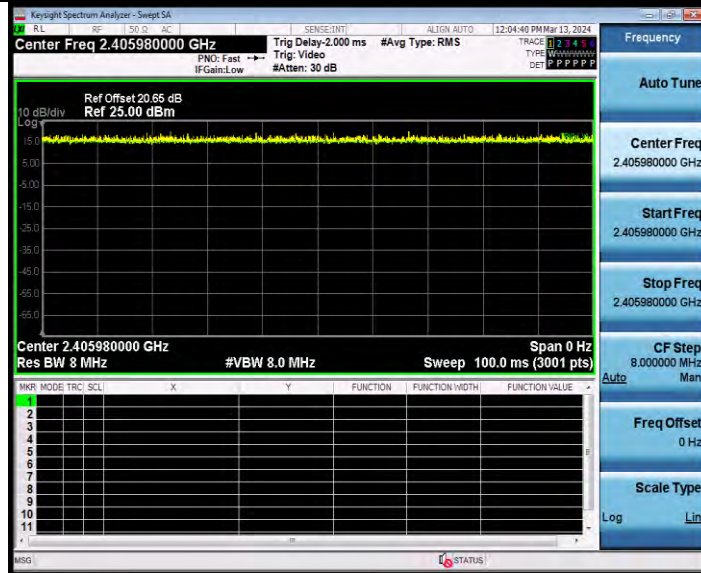 Keysight Spectrum Analyzer - Swept SA
LXI RL RF 50 Ω AC SENSE:INT ALIGN AUTO 12:04:40 PM Mar 13, 2024
Center Freq 2.405980000 GHz
PNO: Fast
IFGain:Low
Trig Delay-2.000 ms
Trig: Video
#Atten: 30 dB
#Avg Type: RMS
TRACE 1 2 3 4 5 6
TYPE
DET P P P P P P
Ref Offset 20.65 dB
10 dB/div Ref 25.00 dBm
Log
15.0
5.00
-5.00
-15.0
-25.0
-35.0
-45.0
-55.0
-65.0
Center 2.405980000 GHz Span 0 Hz
Res BW 8 MHz #VBW 8.0 MHz Sweep 100.0 ms (3001 pts)
MKR MODE TRC SCL X Y FUNCTION FUNCTION WIDTH FUNCTION VALUE
1
2
3
4
5
6
7
8
9
10
11
MSG STATUS
Frequency
Auto Tune
Center Freq
2.405980000 GHz
Start Freq
2.405980000 GHz
Stop Freq
2.405980000 GHz
CF Step
8.000000 MHz
Auto Man
Freq Offset
0 Hz
Scale Type
Log Lin